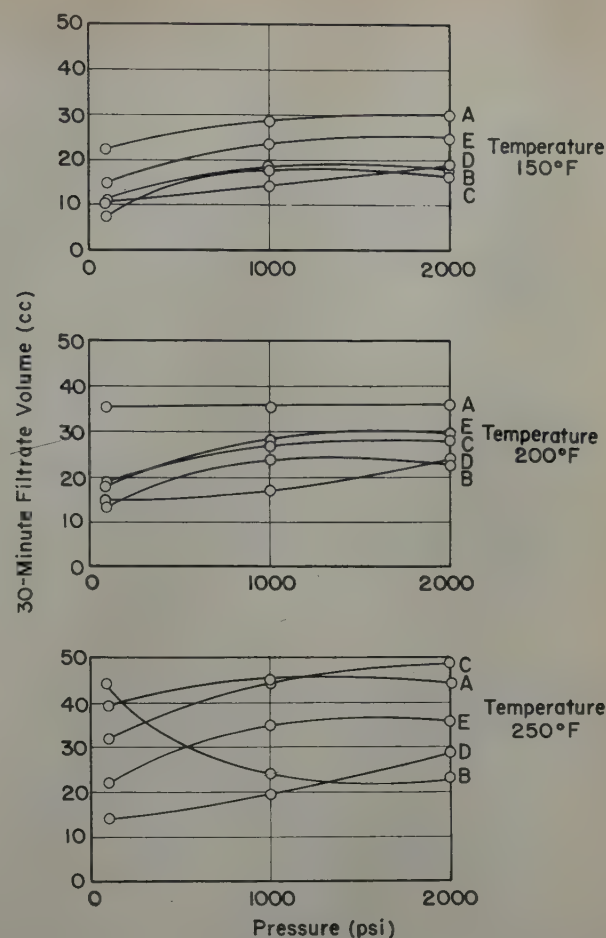 50
40
30
20
10
0
0
1000
2000
A
E
D
B
C
Temperature
150°F
30-Minute Filtrate Volume (cc)
50
40
30
20
10
0
0
1000
2000
A
E
C
D
B
Temperature
200°F
50
40
30
20
10
0
0
1000
2000
C
A
E
D
B
Temperature
250°F
Pressure (psi)